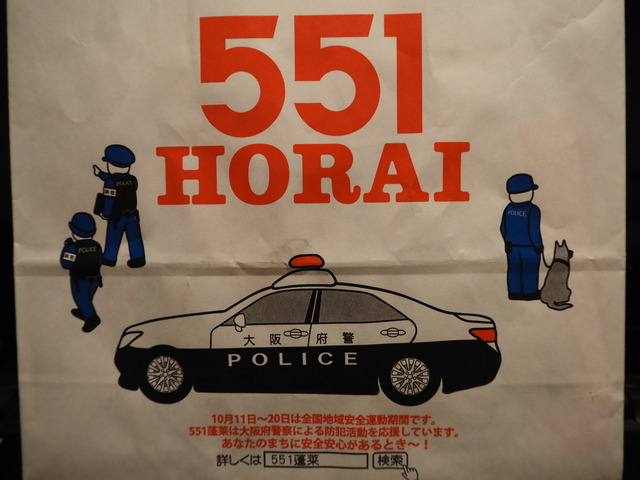 551
HORAI
POLICE
POLICE
POLICE
大阪府警
POLICE
10月11日〜20日は全国地域安全運動期間です。
551蓬莱は大阪府警察による防犯活動を応援しています。
あなたのまちに安全安心があるとき〜!
詳しくは 551蓬莱 検索